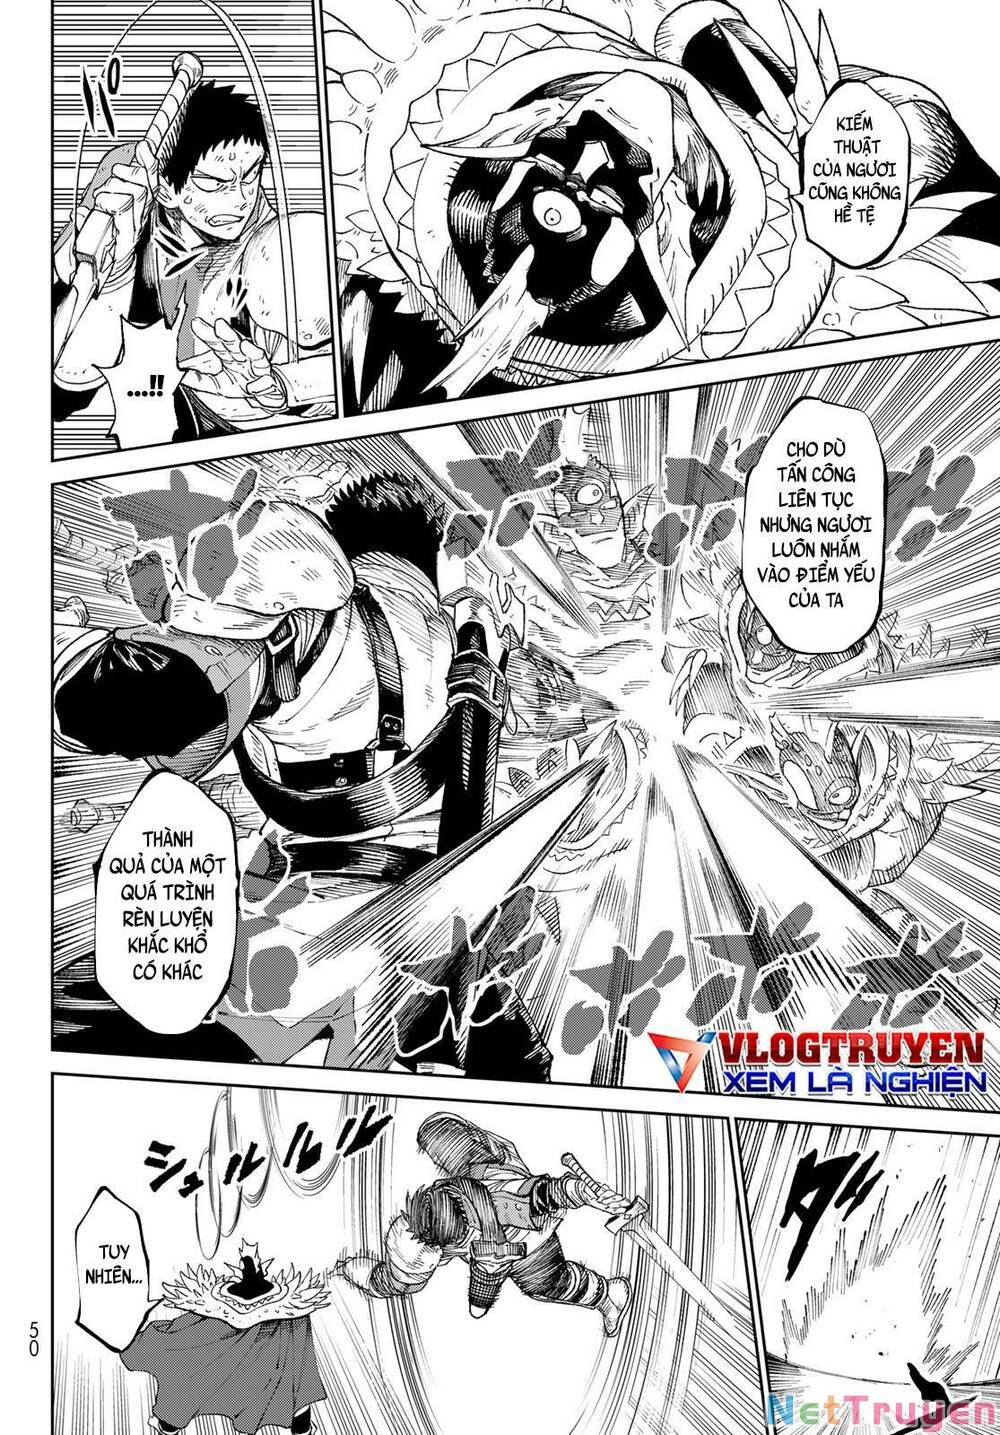 KIẾM
THUẬT
CỦA NGƯƠI
CŨNG KHÔNG
HỀ TỆ
...!!
CHO DÙ
TẤN CÔNG
LIÊN TỤC
NHƯNG NGƯƠI
LUÔN NHẮM
VÀO ĐIỂM YẾU
CỦA TA
THÀNH
QUẢ CỦA MỘT
QUÁ TRÌNH
RÈN LUYỆN
KHẮC KHỔ
CÓ KHÁC
VLOGTRUYEN
XEM LÀ NGHIỆN
ダッ
シュルルル
TUY
NHIÊN...
50
NetTruyen